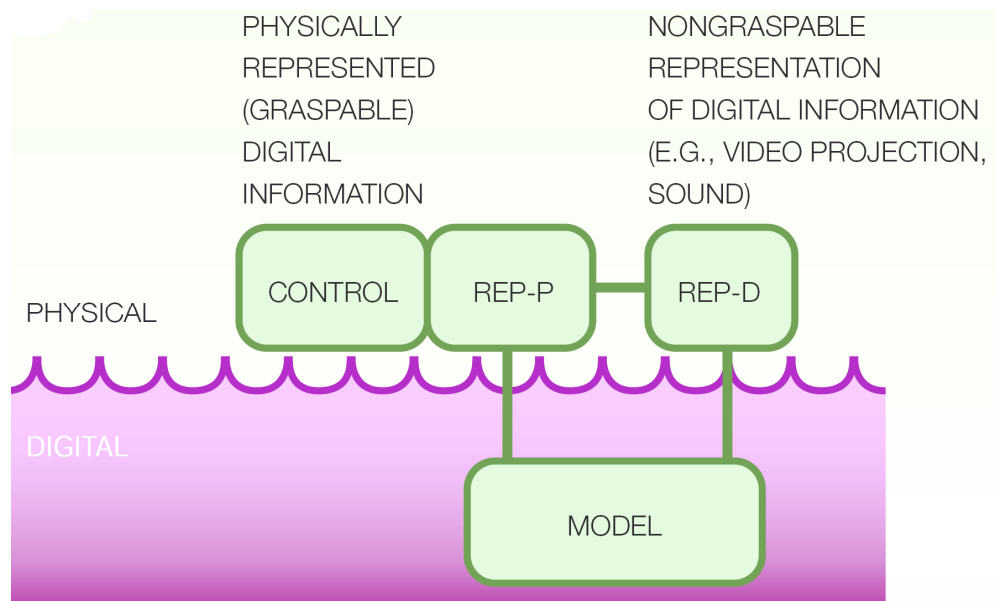 PHYSICALLY
REPRESENTED
(GRASPABLE)
DIGITAL
INFORMATION
NONGRASPABLE
REPRESENTATION
OF DIGITAL INFORMATION
(E.G., VIDEO PROJECTION,
SOUND)
CONTROL
REP-P
REP-D
PHYSICAL
DIGITAL
MODEL